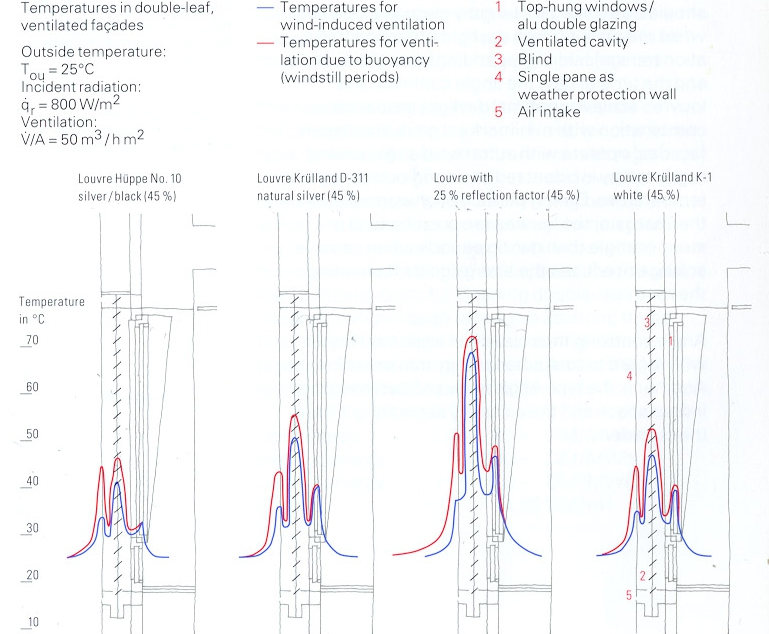 Temperatures in double-leaf,
ventilated façades
Outside temperature:
Tou = 25°C
Incident radiation:
q̇r = 800 W/m2
Ventilation:
V̇/A = 50 m3/h m2
Temperatures for
wind-induced ventilation
Temperatures for venti-
lation due to buoyancy
(windstill periods)
1 Top-hung windows/
alu double glazing
2 Ventilated cavity
3 Blind
4 Single pane as
weather protection wall
5 Air intake
Louvre Hüppe No. 10
silver/black (45 %)
Louvre Krülland D-311
natural silver (45 %)
Louvre with
25 % reflection factor (45 %)
Louvre Krülland K-1
white (45 %)
Temperature
in °C
70
60
50
40
30
20
10
3
1
4
2
5